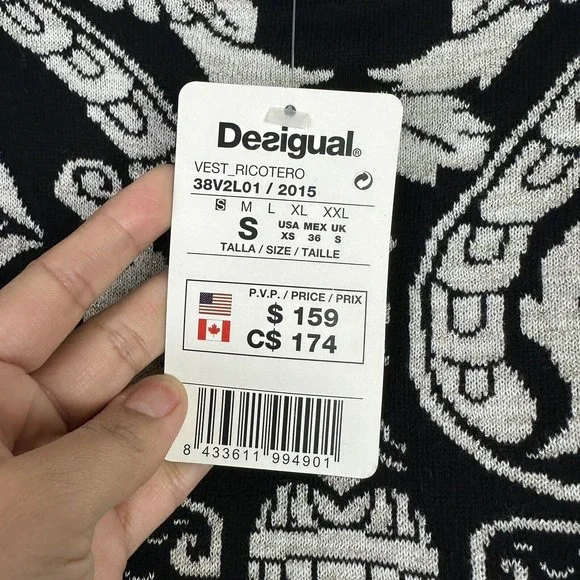 Desigual®
VEST_RICOTERO
38V2L01 / 2015
S M L XL XXL
S USA MEX UK
XS 36 S
TALLA / SIZE / TAILLE
P.V.P. / PRICE / PRIX
$ 159
C$ 174
8 433611 994901